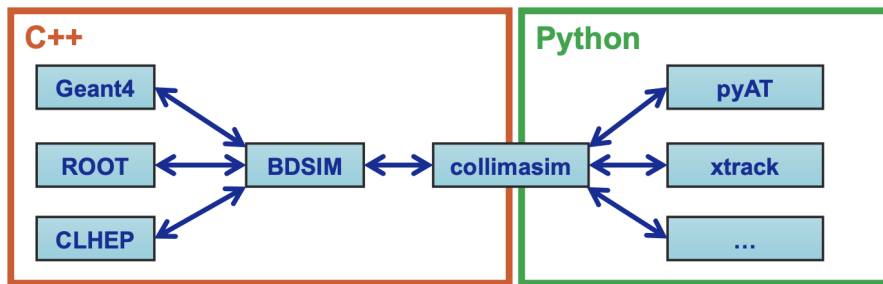 C++
Python
Geant4
pyAT
ROOT
BDSIM
collimasim
xtrack
CLHEP
...